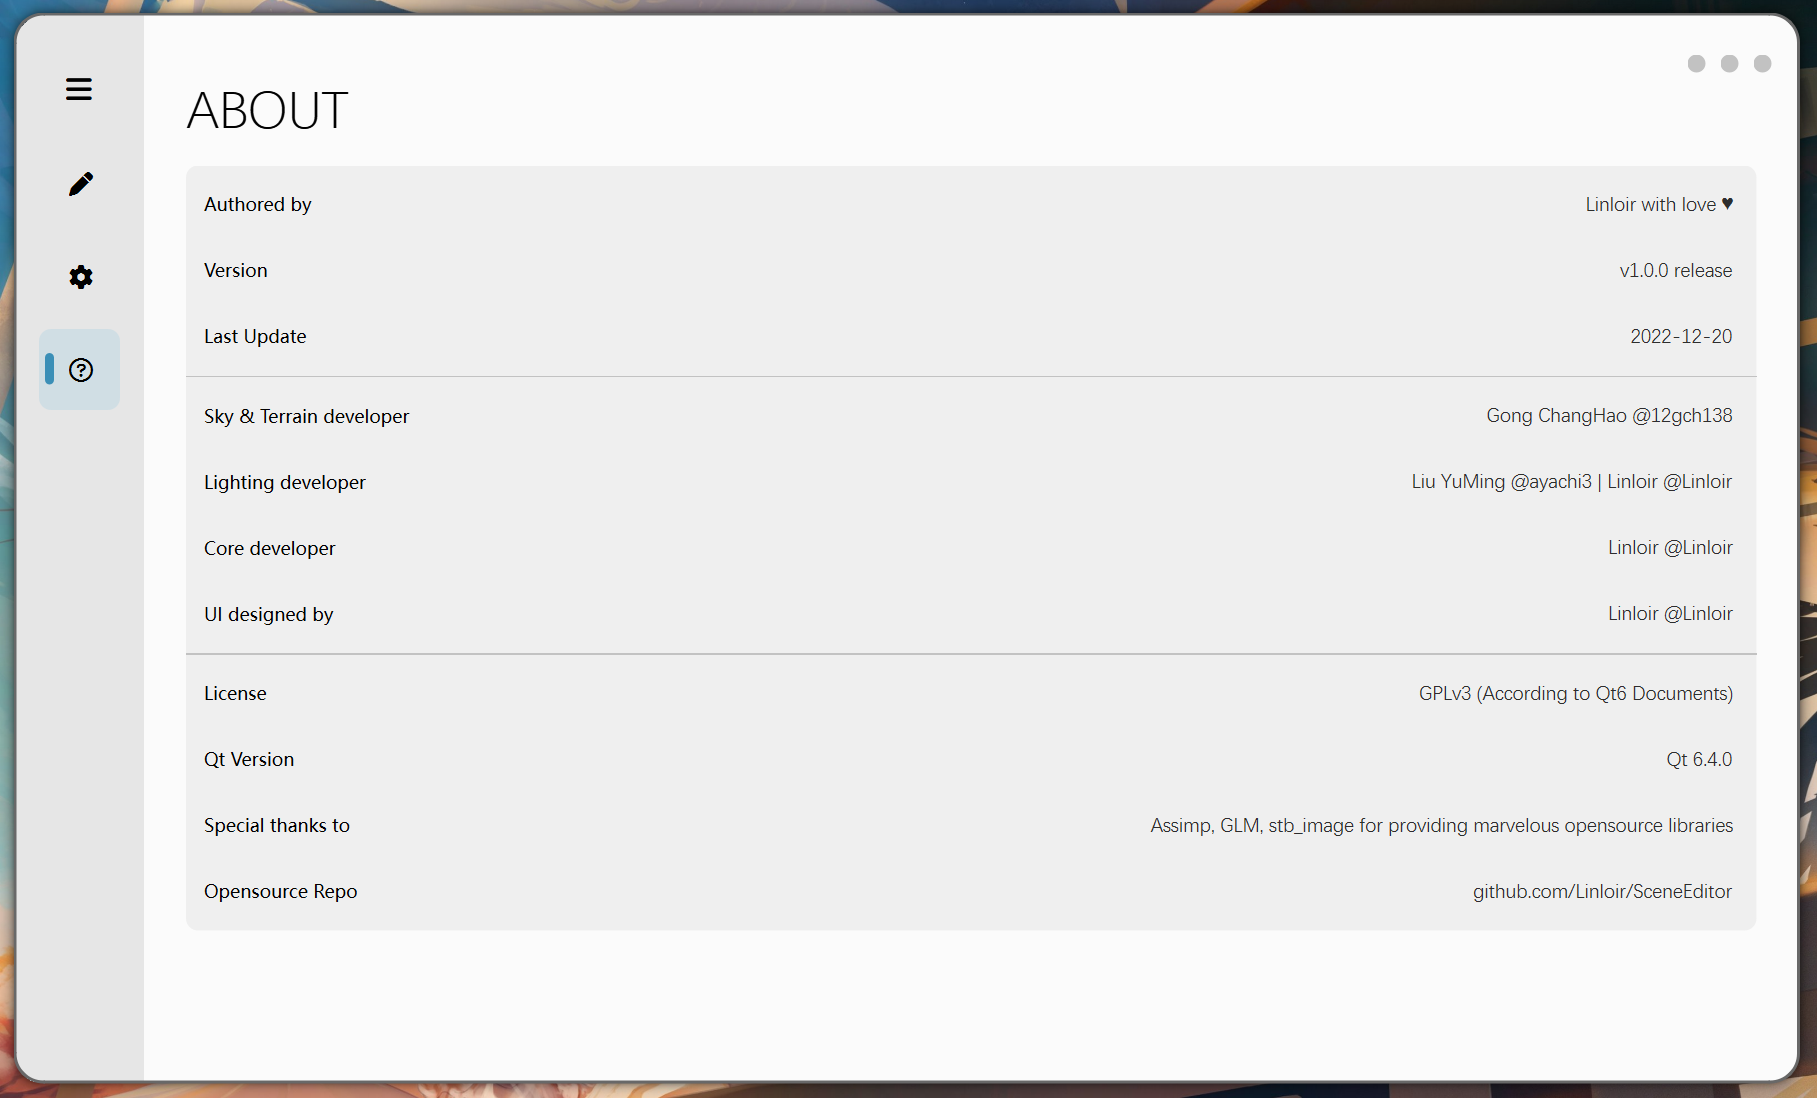 ABOUT
Authored by Linloir with love ♥
Version v1.0.0 release
Last Update 2022-12-20
Sky & Terrain developer Gong ChangHao @12gch138
Lighting developer Liu YuMing @ayachi3 | Linloir @Linloir
Core developer Linloir @Linloir
UI designed by Linloir @Linloir
License GPLv3 (According to Qt6 Documents)
Qt Version Qt 6.4.0
Special thanks to Assimp, GLM, stb_image for providing marvelous opensource libraries
Opensource Repo github.com/Linloir/SceneEditor